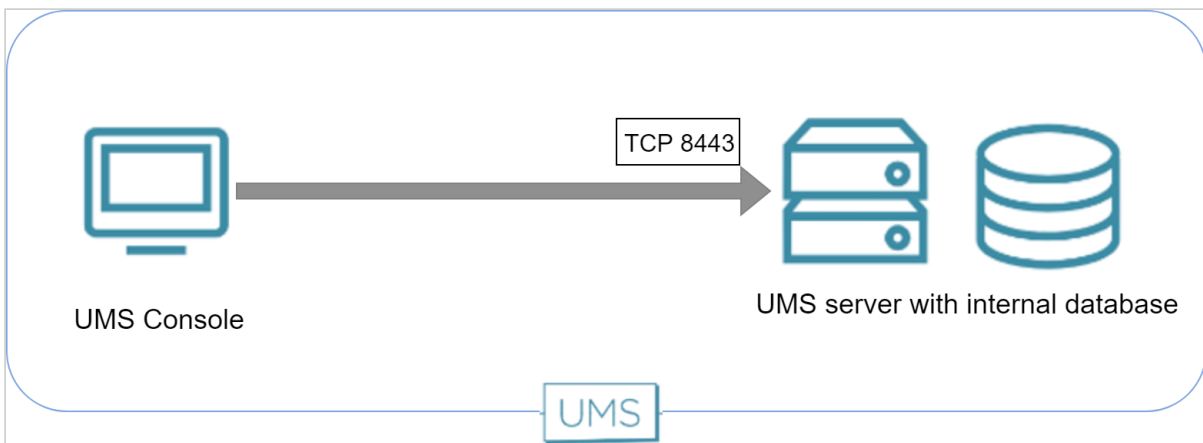 TCP 8443
UMS Console
UMS server with internal database
UMS